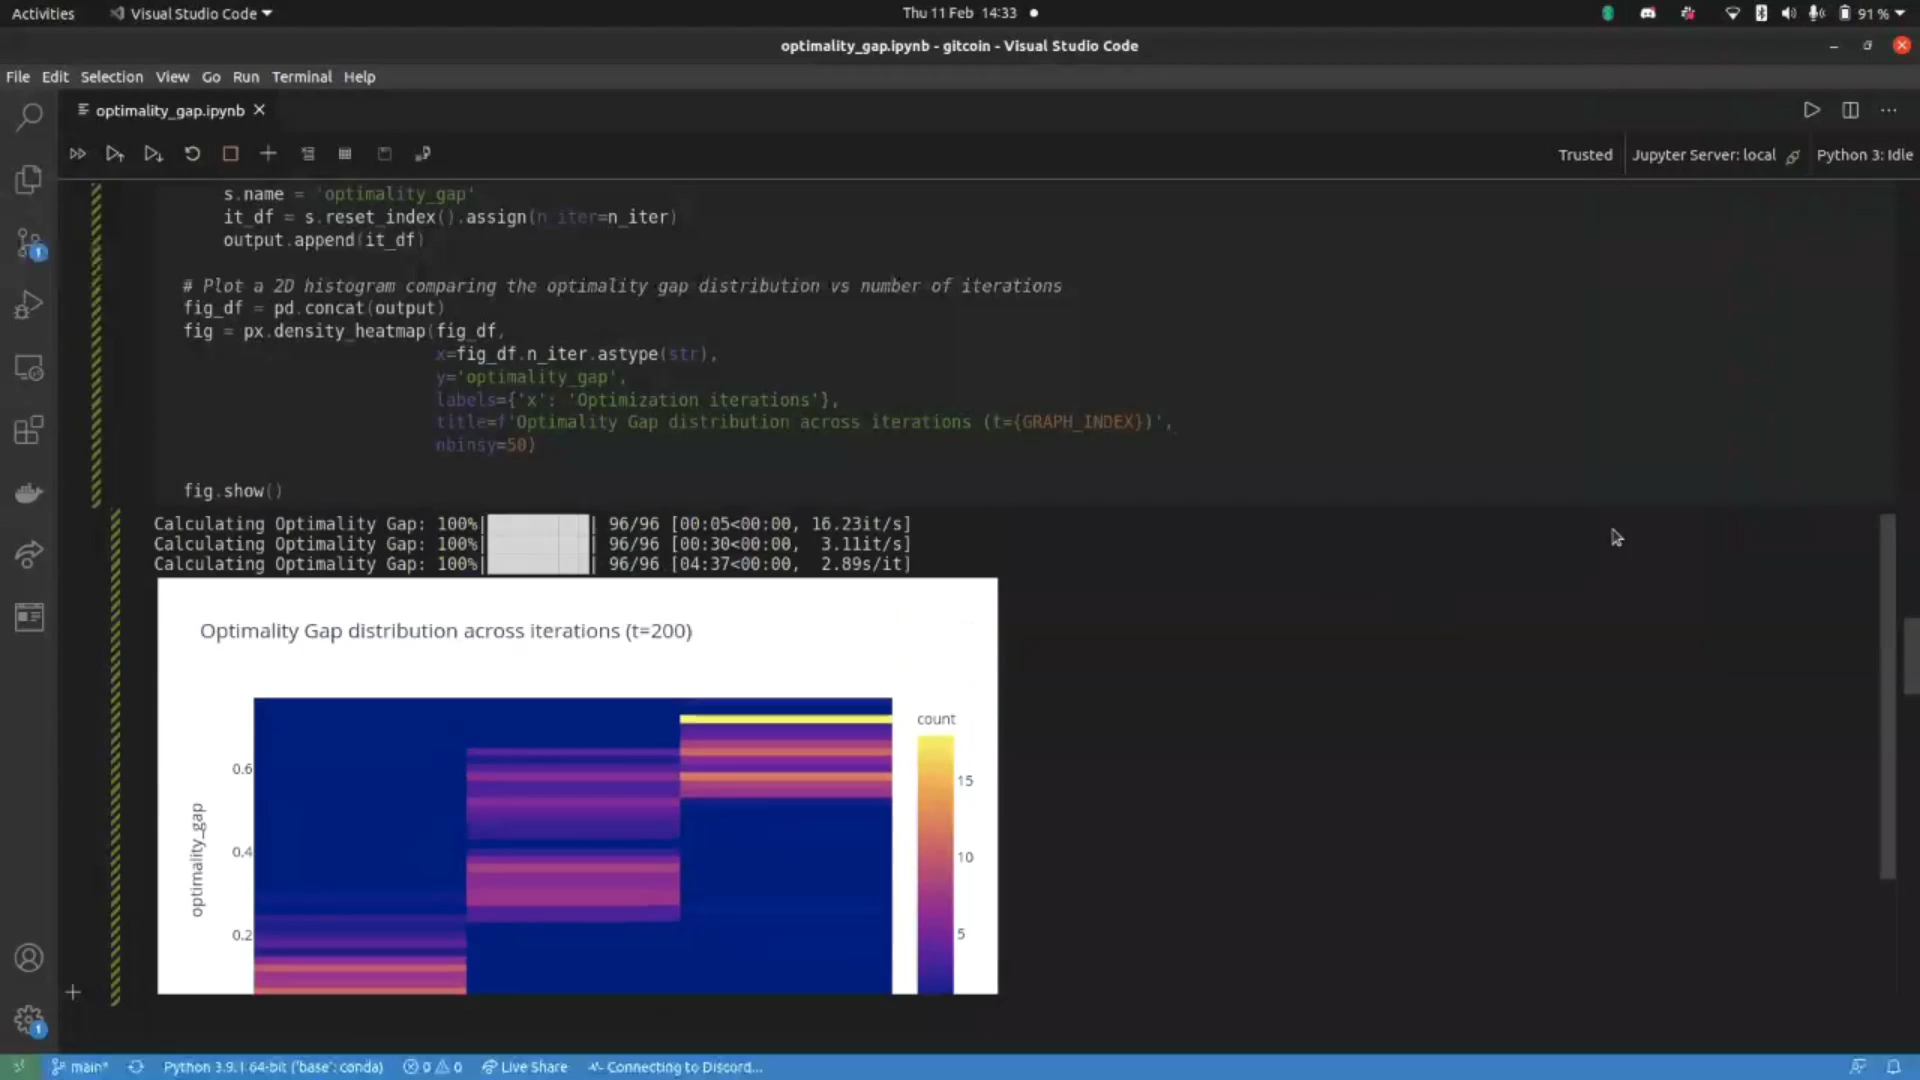 Activities Visual Studio Code Thu 11 Feb 14:33 91 %
optimality_gap.ipynb - gitcoin - Visual Studio Code
File Edit Selection View Go Run Terminal Help
optimality_gap.ipynb
Trusted Jupyter Server: local Python 3: Idle
s.name = 'optimality_gap'
it_df = s.reset_index().assign(n_iter=n_iter)
output.append(it_df)
# Plot a 2D histogram comparing the optimality gap distribution vs number of iterations
fig_df = pd.concat(output)
fig = px.density_heatmap(fig_df,
x=fig_df.n_iter.astype(str),
y='optimality_gap',
labels={'x': 'Optimization iterations'},
title=f'Optimality Gap distribution across iterations (t={GRAPH_INDEX})',
nbinsy=50)
fig.show()
Calculating Optimality Gap: 100%| | 96/96 [00:05<00:00, 16.23it/s]
Calculating Optimality Gap: 100%| | 96/96 [00:30<00:00, 3.11it/s]
Calculating Optimality Gap: 100%| | 96/96 [04:37<00:00, 2.89s/it]
Optimality Gap distribution across iterations (t=200)
count
0.6
15
optimality_gap
0.4
10
0.2
5
1
1
main* Python 3.9.1 64-bit ('base': conda) 0 0 Live Share Connecting to Discord...